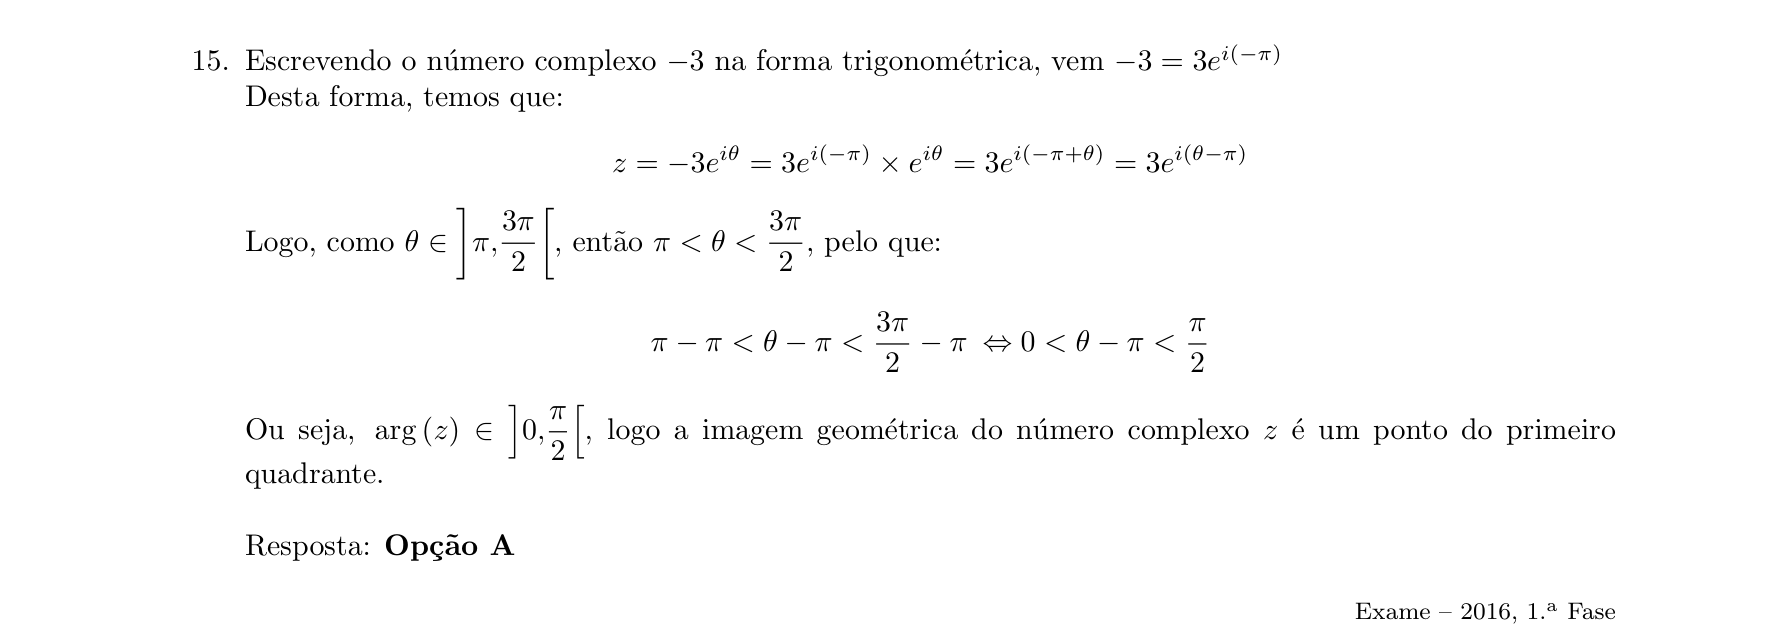 15. Escrevendo o número complexo −3 na forma trigonométrica, vem $-3 = 3e^{i(-\pi)}$
Desta forma, temos que:
$z = -3e^{i\theta} = 3e^{i(-\pi)} \times e^{i\theta} = 3e^{i(-\pi+\theta)} = 3e^{i(\theta-\pi)}$
Logo, como $\theta \in \left]\pi, \frac{3\pi}{2}\right[$, então $\pi < \theta < \frac{3\pi}{2}$, pelo que:
$\pi - \pi < \theta - \pi < \frac{3\pi}{2} - \pi \Leftrightarrow 0 < \theta - \pi < \frac{\pi}{2}$
Ou seja, $\arg(z) \in \left]0, \frac{\pi}{2}\right[$, logo a imagem geométrica do número complexo $z$ é um ponto do primeiro
quadrante.
Resposta: Opção A
Exame – 2016, 1.ª Fase